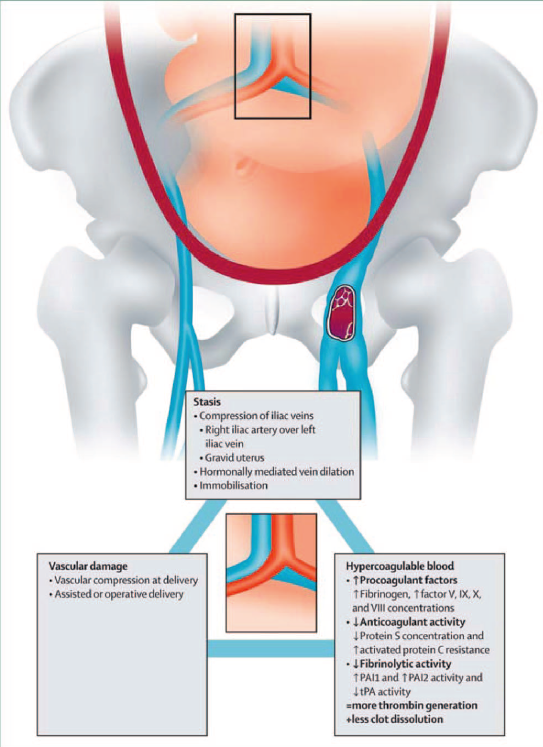 Stasis
• Compression of iliac veins
• Right iliac artery over left
iliac vein
• Gravid uterus
• Hormonally mediated vein dilation
• Immobilisation
Vascular damage
• Vascular compression at delivery
• Assisted or operative delivery
Hypercoagulable blood
• ↑Procoagulant factors
↑Fibrinogen, ↑factor V, IX, X,
and VIII concentrations
• ↓Anticoagulant activity
↓Protein S concentration and
↑activated protein C resistance
• ↓Fibrinolytic activity
↑PAI1 and ↑PAI2 activity and
↓tPA activity
=more thrombin generation
+less clot dissolution